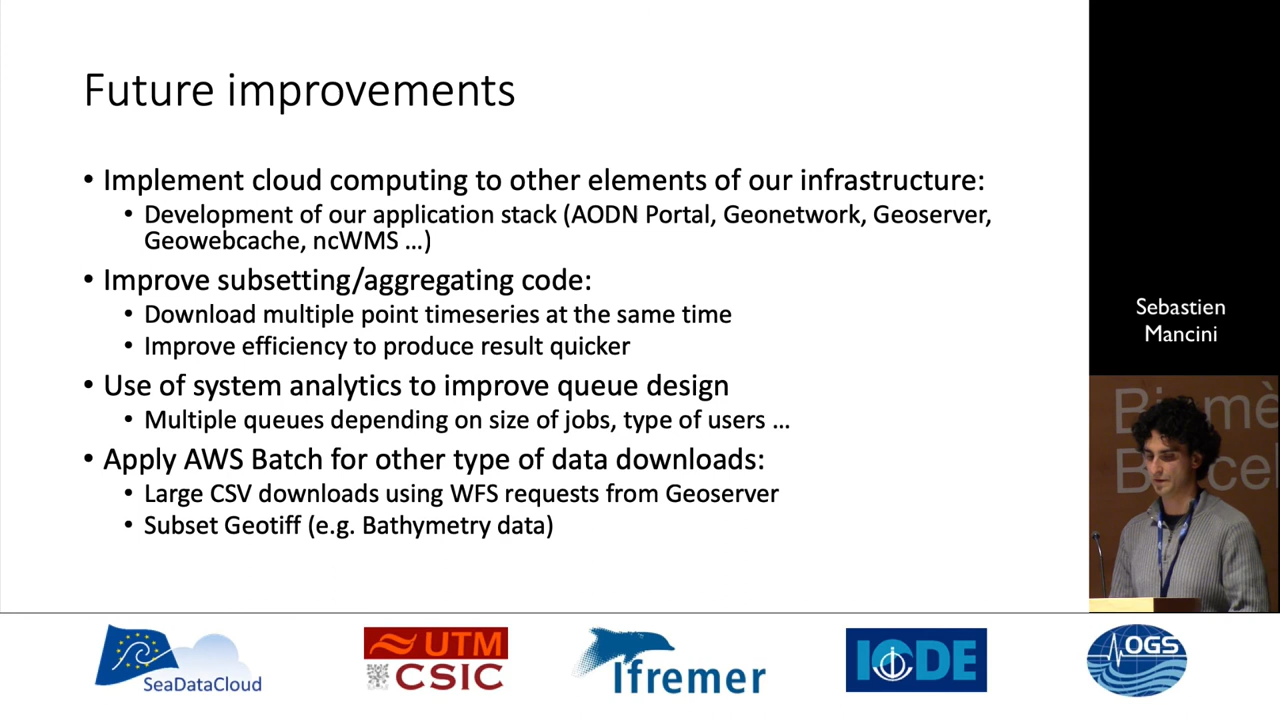 Future improvements
• Implement cloud computing to other elements of our infrastructure:
• Development of our application stack (AODN Portal, Geonetwork, Geoserver,
Geowebcache, ncWMS ...)
• Improve subsetting/aggregating code:
• Download multiple point timeseries at the same time
• Improve efficiency to produce result quicker
• Use of system analytics to improve queue design
• Multiple queues depending on size of jobs, type of users ...
• Apply AWS Batch for other type of data downloads:
• Large CSV downloads using WFS requests from Geoserver
• Subset Geotiff (e.g. Bathymetry data)
Sebastien
Mancini
SeaDataCloud
UTM
CSIC
Ifremer
IODE
OGS